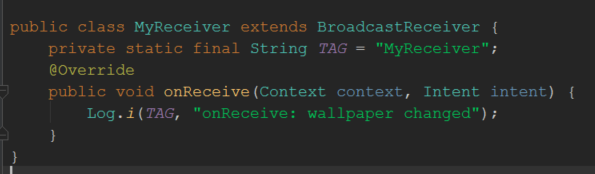 public class MyReceiver extends BroadcastReceiver {
    private static final String TAG = "MyReceiver";
    @Override
    public void onReceive(Context context, Intent intent) {
        Log.i(TAG, "onReceive: wallpaper changed");
    }
}